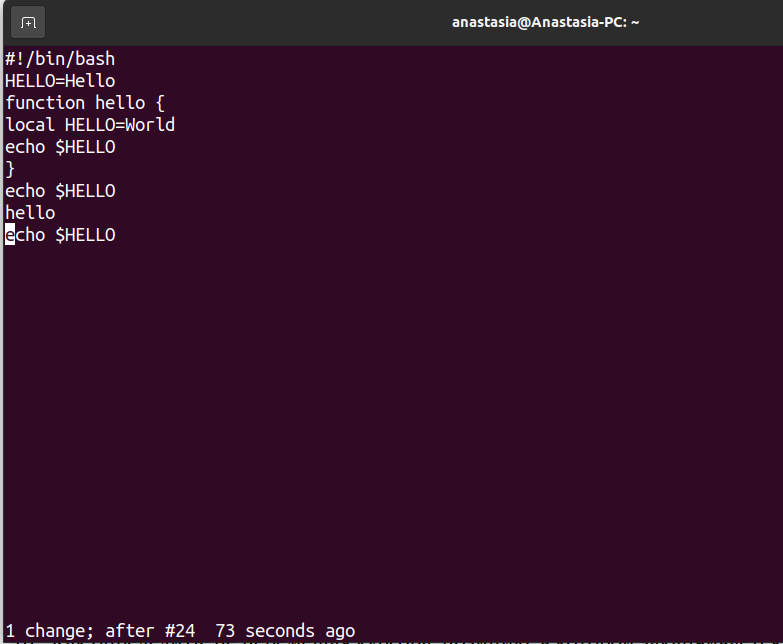 anastasia@Anastasia-PC: ~
#!/bin/bash
HELLO=Hello
function hello {
local HELLO=World
echo $HELLO
}
echo $HELLO
hello
echo $HELLO
1 change; after #24  73 seconds ago